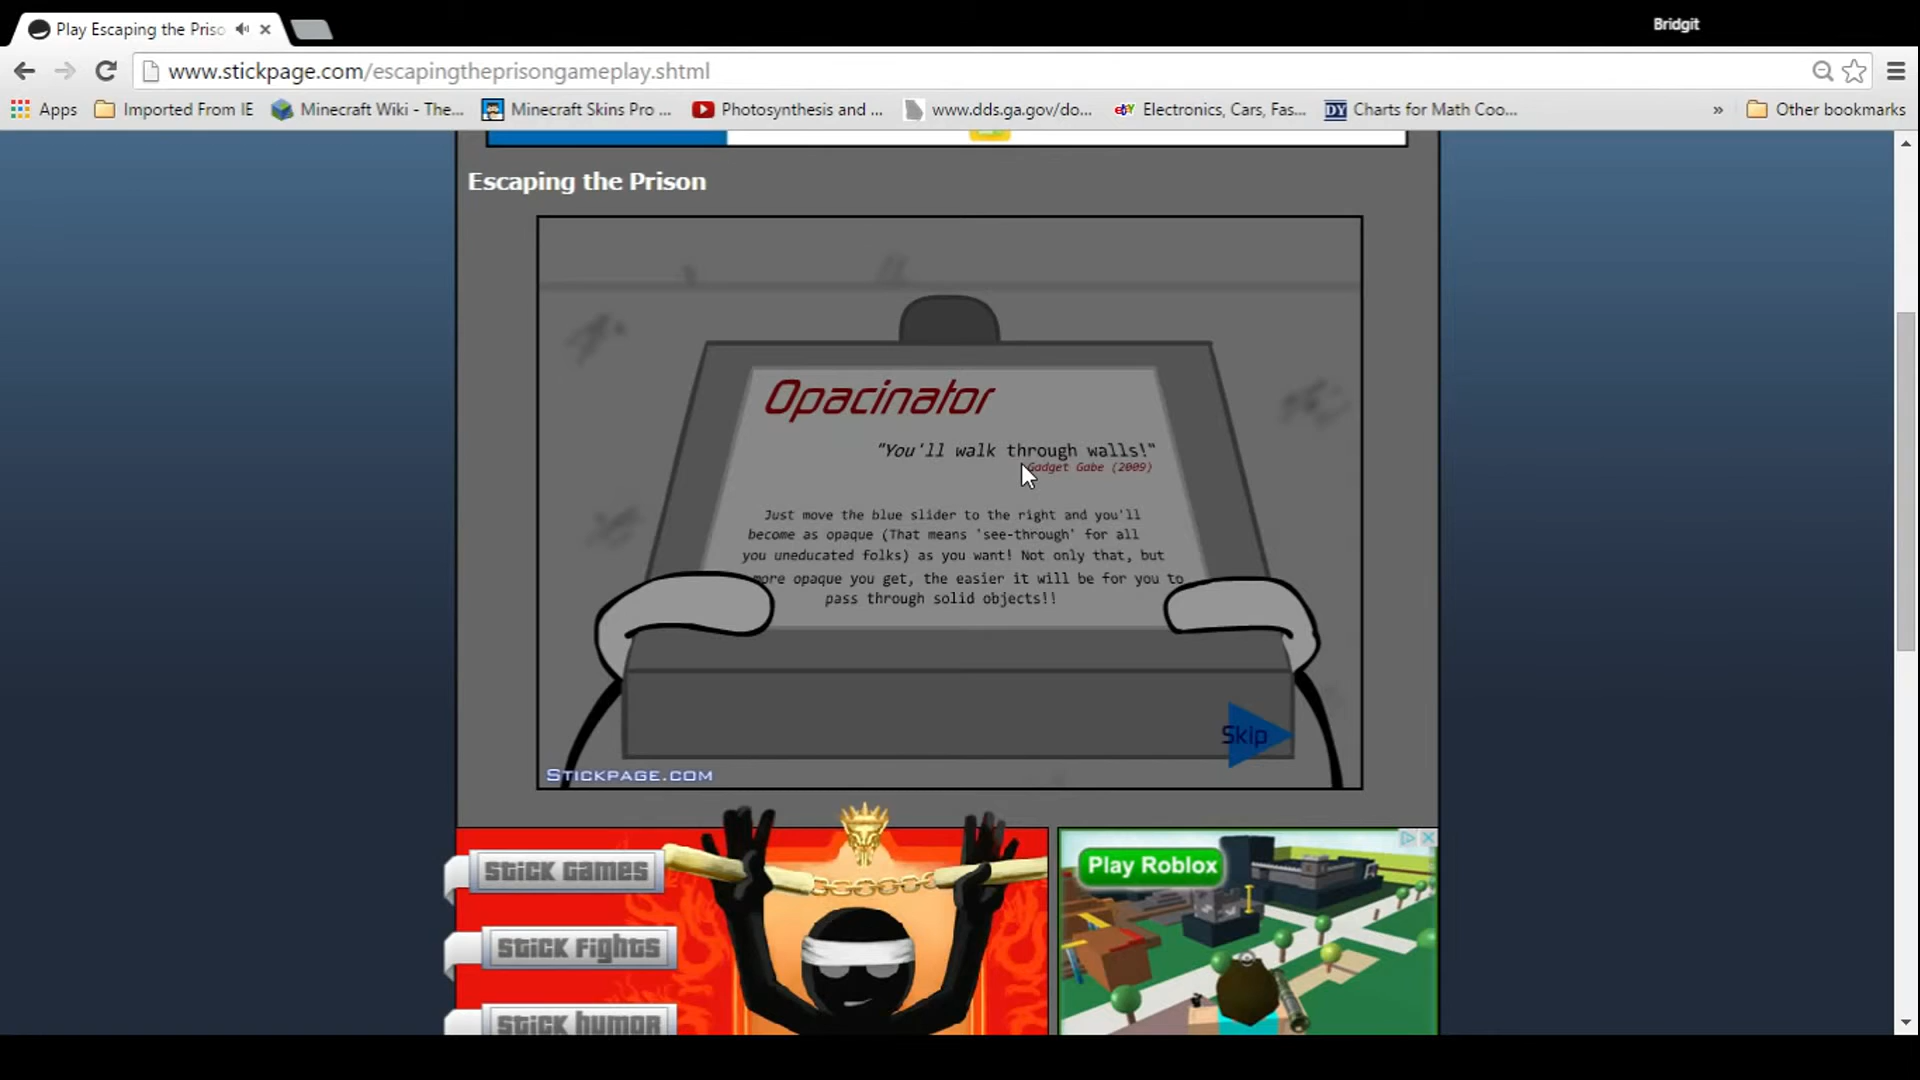 Play Escaping the Priso
Bridgit
www.stickpage.com/escapingtheprisongameplay.shtml
Apps Imported From IE Minecraft Wiki - The... Minecraft Skins Pro ... Photosynthesis and ... www.dds.ga.gov/do... Electronics, Cars, Fas... DY Charts for Math Coo... » Other bookmarks
Escaping the Prison
Opacinator
"You'll walk through walls!"
Gadget Gabe (2009)
Just move the blue slider to the right and you'll
become as opaque (That means 'see-through' for all
you uneducated folks) as you want! Not only that, but
more opaque you get, the easier it will be for you to
pass through solid objects!!
Skip
STICKPAGE.COM
Stick Games
Play Roblox
Stick Fights
Stick Humor